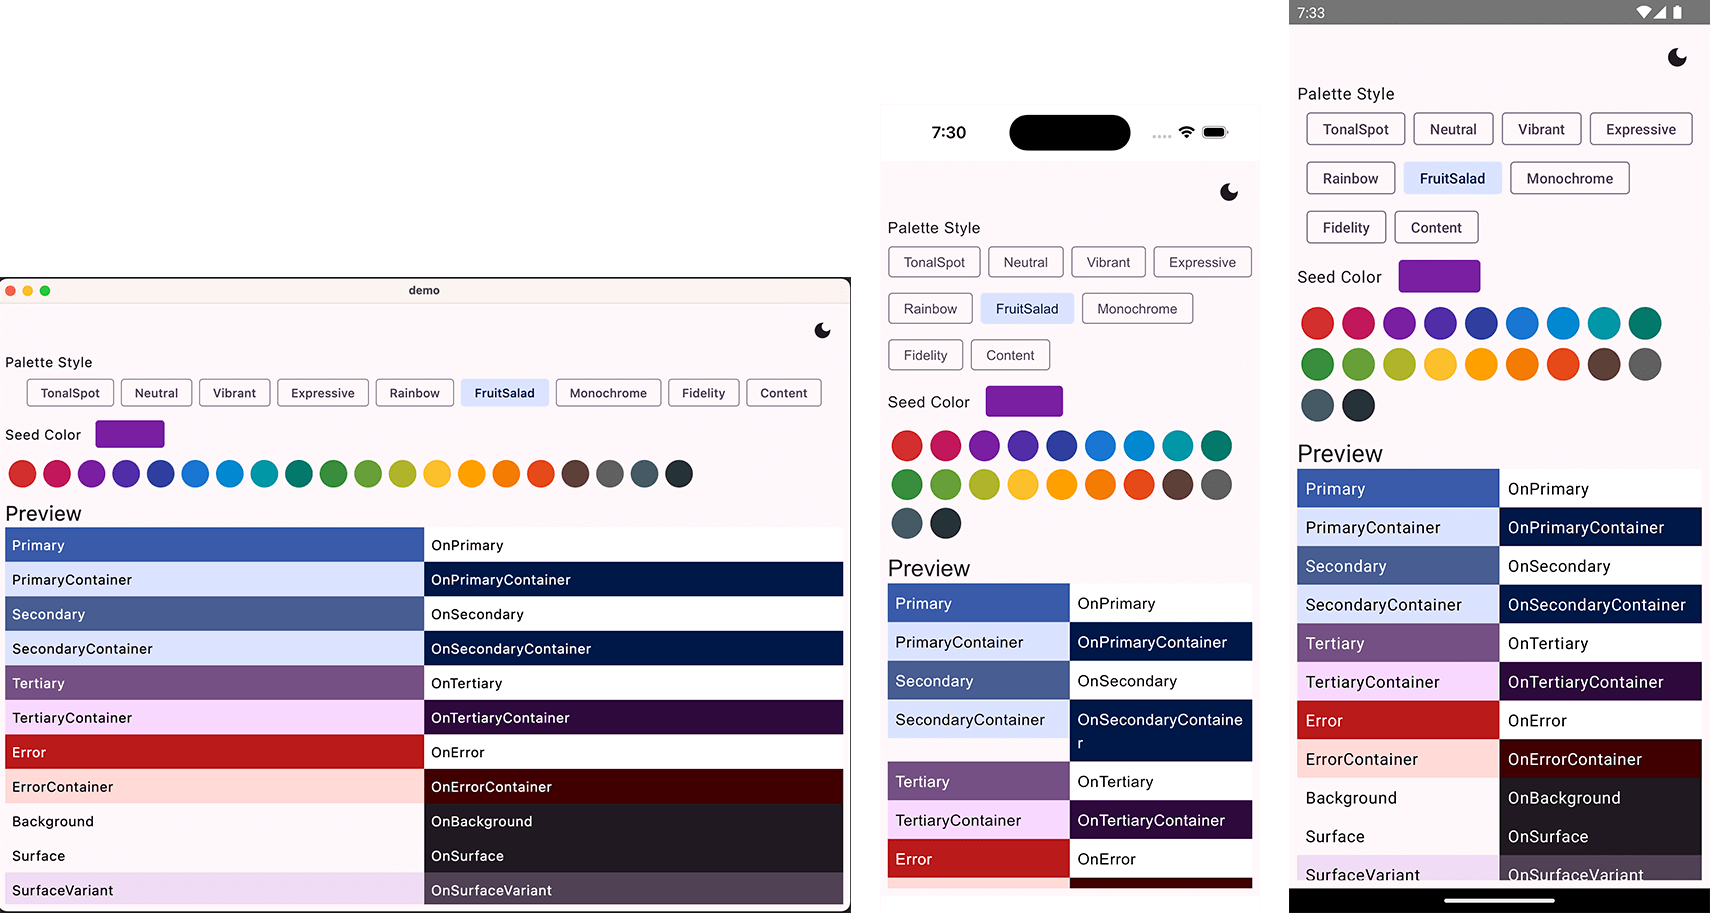 demo
Palette Style
TonalSpot Neutral Vibrant Expressive Rainbow FruitSalad Monochrome Fidelity Content
Seed Color
Preview
Primary OnPrimary
PrimaryContainer OnPrimaryContainer
Secondary OnSecondary
SecondaryContainer OnSecondaryContainer
Tertiary OnTertiary
TertiaryContainer OnTertiaryContainer
Error OnError
ErrorContainer OnErrorContainer
Background OnBackground
Surface OnSurface
SurfaceVariant OnSurfaceVariant
7:30
Palette Style
TonalSpot Neutral Vibrant Expressive
Rainbow FruitSalad Monochrome
Fidelity Content
Seed Color
Preview
Primary OnPrimary
PrimaryContainer OnPrimaryContainer
Secondary OnSecondary
SecondaryContainer OnSecondaryContaine
r
Tertiary OnTertiary
TertiaryContainer OnTertiaryContainer
Error OnError
7:33
Palette Style
TonalSpot Neutral Vibrant Expressive
Rainbow FruitSalad Monochrome
Fidelity Content
Seed Color
Preview
Primary OnPrimary
PrimaryContainer OnPrimaryContainer
Secondary OnSecondary
SecondaryContainer OnSecondaryContainer
Tertiary OnTertiary
TertiaryContainer OnTertiaryContainer
Error OnError
ErrorContainer OnErrorContainer
Background OnBackground
Surface OnSurface
SurfaceVariant OnSurfaceVariant